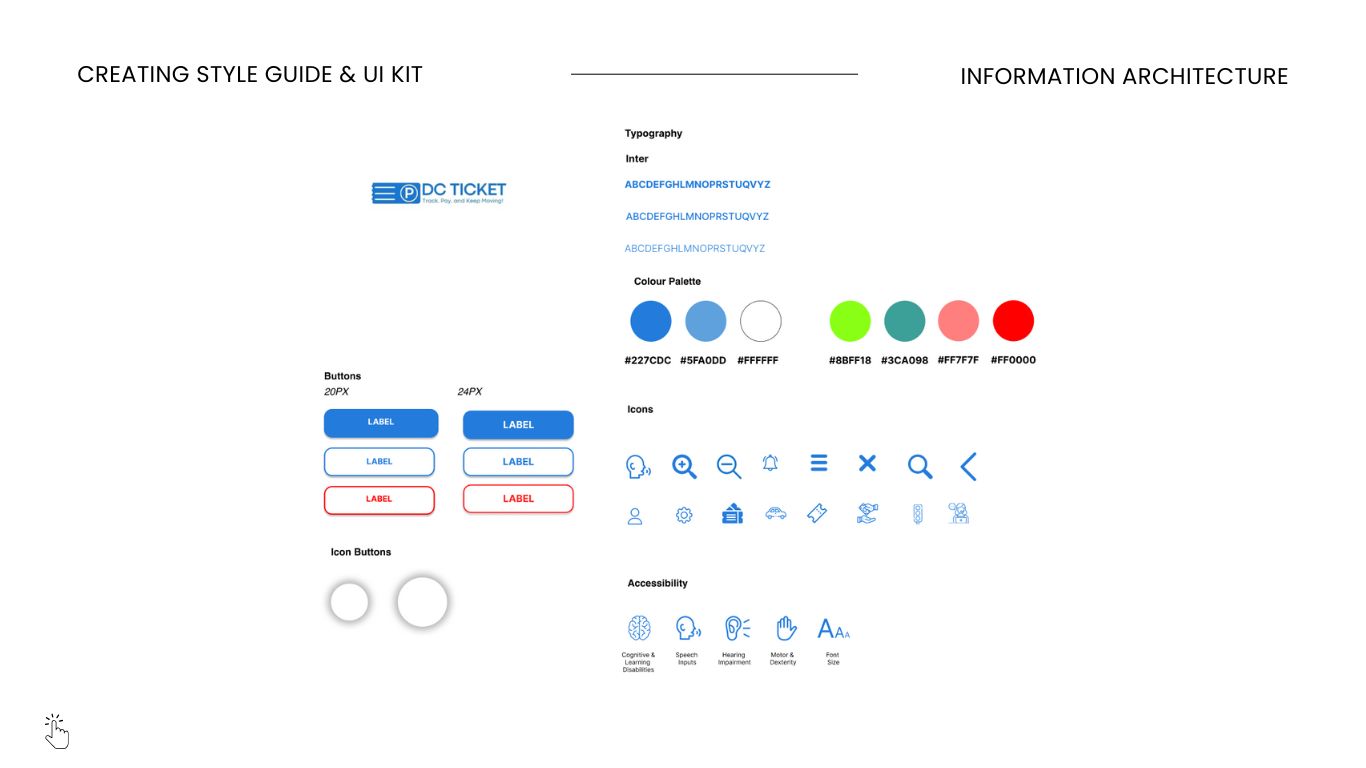 CREATING STYLE GUIDE & UI KIT
INFORMATION ARCHITECTURE
P DC TICKET
Track, Pay, and Keep Moving!
Typography
Inter
ABCDEFGHLMNOPRSTUQVYZ
ABCDEFGHLMNOPRSTUQVYZ
ABCDEFGHLMNOPRSTUQVYZ
Colour Palette
#227CDC #5FA0DD #FFFFFF #8BFF18 #3CA098 #FF7F7F #FF0000
Buttons
20PX 24PX
LABEL LABEL
LABEL LABEL
LABEL LABEL
Icon Buttons
Icons
Accessibility
AAA
Cognitive &
Learning
Disabilities
Speech
Inputs
Hearing
Impairment
Motor &
Dexterity
Font
Size